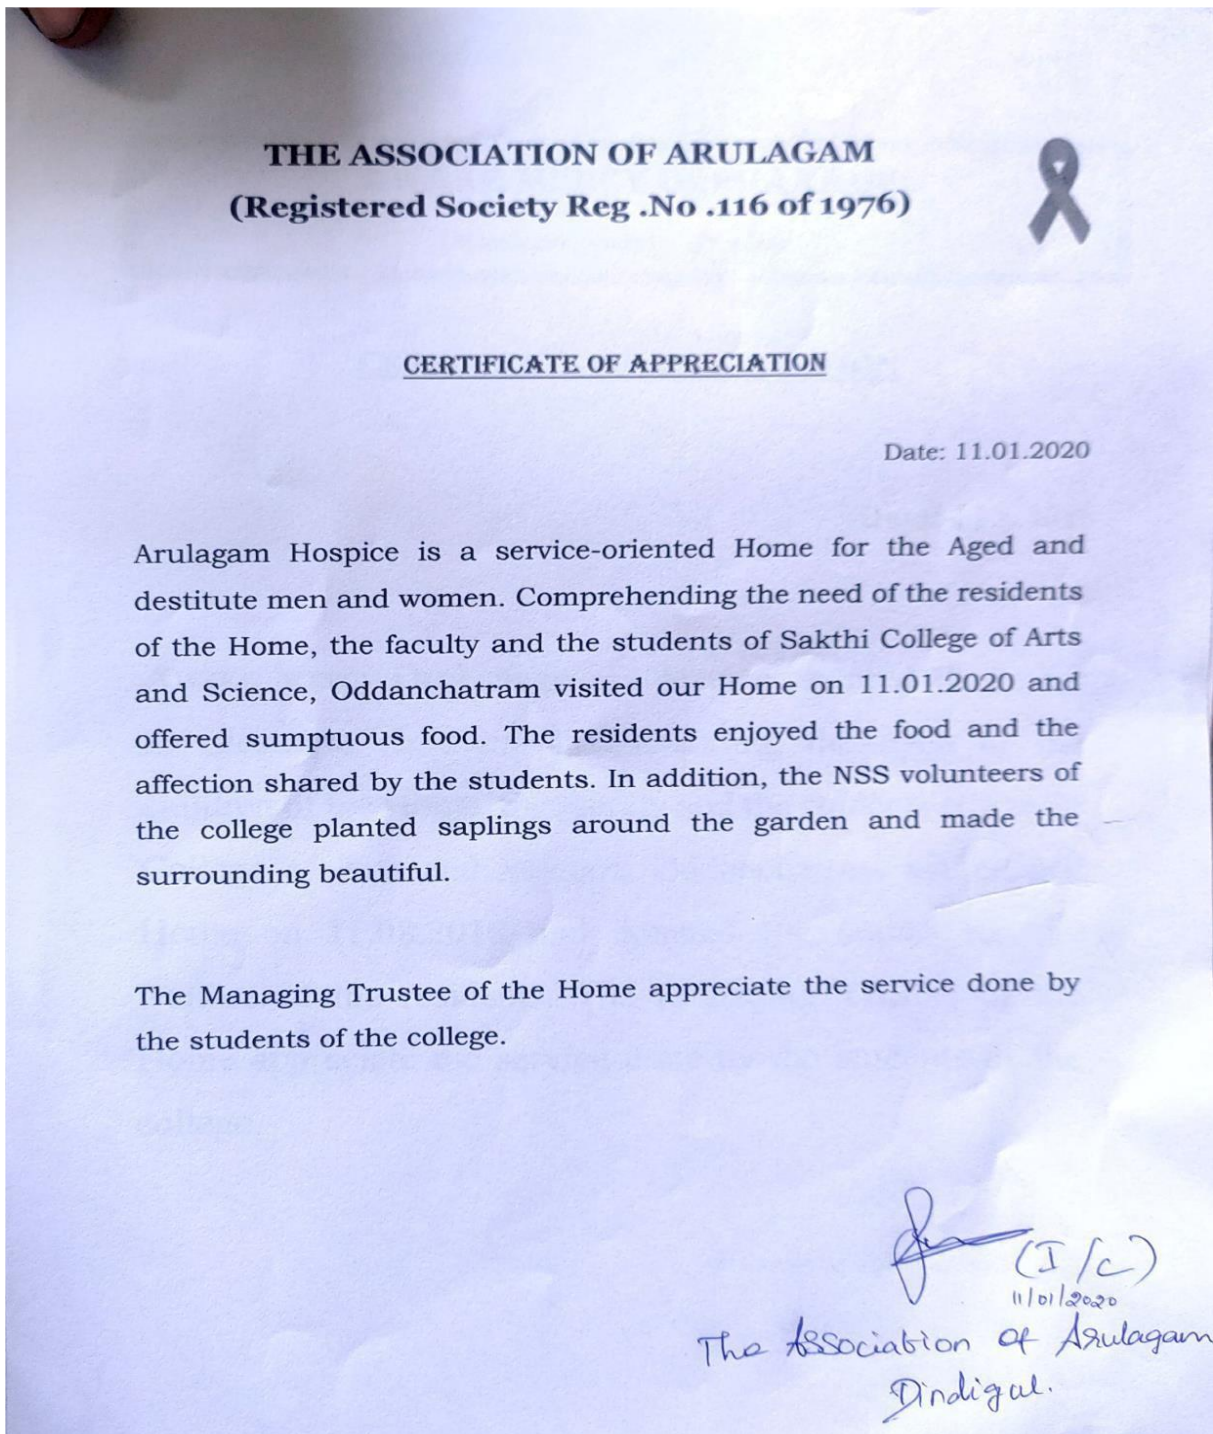 THE ASSOCIATION OF ARULAGAM
(Registered Society Reg .No .116 of 1976)
CERTIFICATE OF APPRECIATION
Date: 11.01.2020
Arulagam Hospice is a service-oriented Home for the Aged and
destitute men and women. Comprehending the need of the residents
of the Home, the faculty and the students of Sakthi College of Arts
and Science, Oddanchatram visited our Home on 11.01.2020 and
offered sumptuous food. The residents enjoyed the food and the
affection shared by the students. In addition, the NSS volunteers of
the college planted saplings around the garden and made the
surrounding beautiful.
The Managing Trustee of the Home appreciate the service done by
the students of the college.
(I/C)
11/01/2020
The Association of Arulagam
Dindigul.